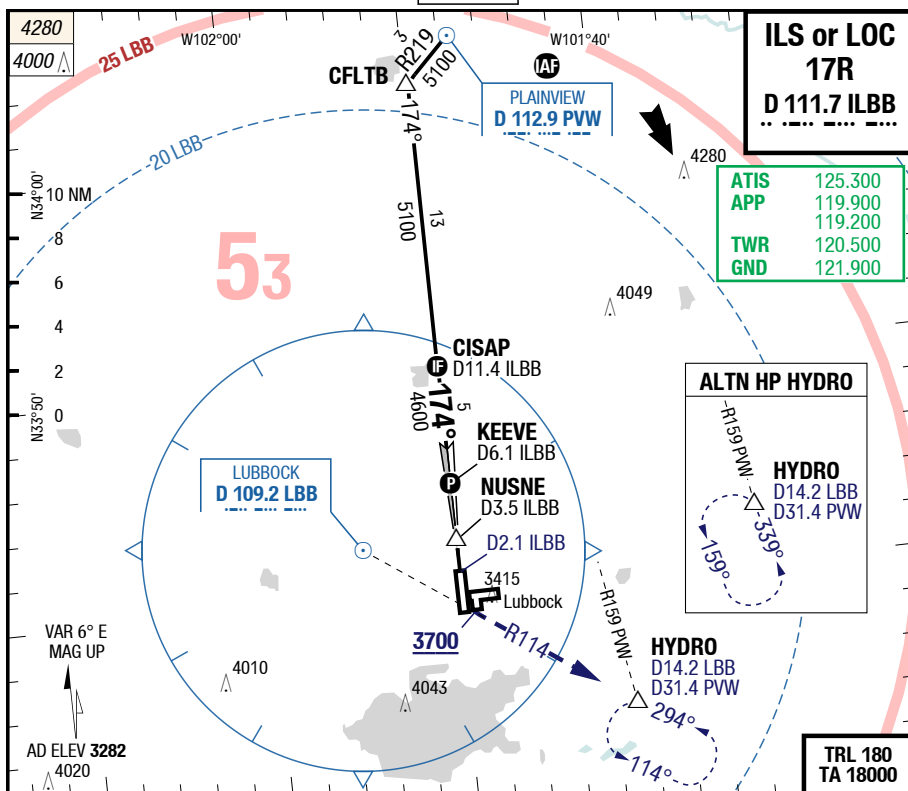 4280
4000
25 LBB
W102°00'
W101°40'
3
R219
5100
CFLTB
IAF
PLAINVIEW
D 112.9 PVW
ILS or LOC
17R
D 111.7 ILBB
174°
20 LBB
4280
ATIS 125.300
APP 119.900
119.200
TWR 120.500
GND 121.900
N34°00'
10 NM
8
6
4
2
0
N33°50'
13
5100
53
4049
CISAP
IF
D11.4 ILBB
174°
5
4600
KEEVE
D6.1 ILBB
P
NUSNE
D3.5 ILBB
D2.1 ILBB
LUBBOCK
D 109.2 LBB
ALTN HP HYDRO
R159 PVW
HYDRO
D14.2 LBB
D31.4 PVW
339°
159°
3415
Lubbock
3700
R114
R159 PVW
HYDRO
D14.2 LBB
D31.4 PVW
294°
114°
VAR 6° E
MAG UP
4010
4043
AD ELEV 3282
4020
TRL 180
TA 18000